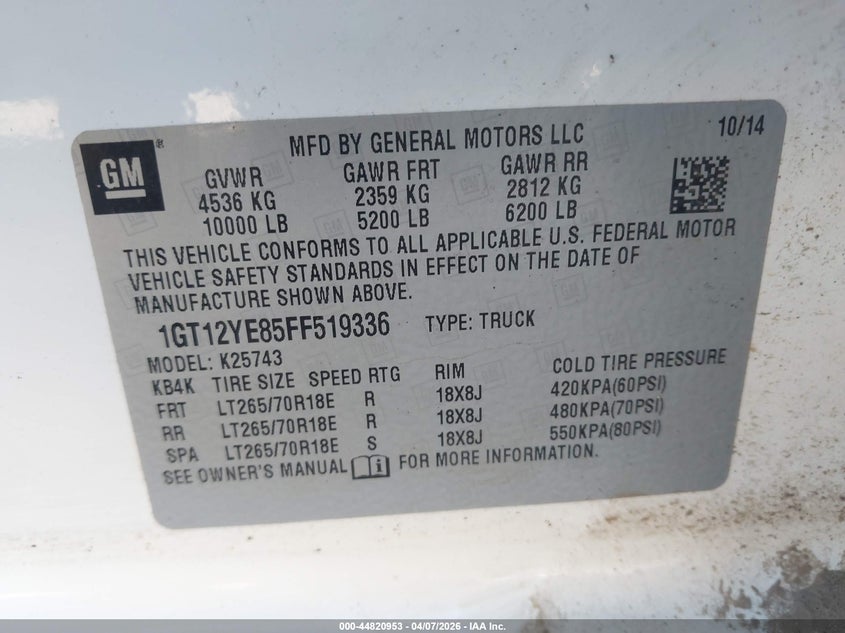 MFD BY GENERAL MOTORS LLC 10/14
GM ®
GVWR GAWR FRT GAWR RR
4536 KG 2359 KG 2812 KG
10000 LB 5200 LB 6200 LB
THIS VEHICLE CONFORMS TO ALL APPLICABLE U.S. FEDERAL MOTOR
VEHICLE SAFETY STANDARDS IN EFFECT ON THE DATE OF
MANUFACTURE SHOWN ABOVE.
1GT12YE85FF519336 TYPE: TRUCK
MODEL: K25743
KB4K TIRE SIZE SPEED RTG RIM COLD TIRE PRESSURE
FRT LT265/70R18E R 18X8J 420KPA(60PSI)
RR LT265/70R18E R 18X8J 480KPA(70PSI)
SPA LT265/70R18E S 18X8J 550KPA(80PSI)
SEE OWNER'S MANUAL FOR MORE INFORMATION.
000-44820953 - 04/07/2026 - IAA Inc.